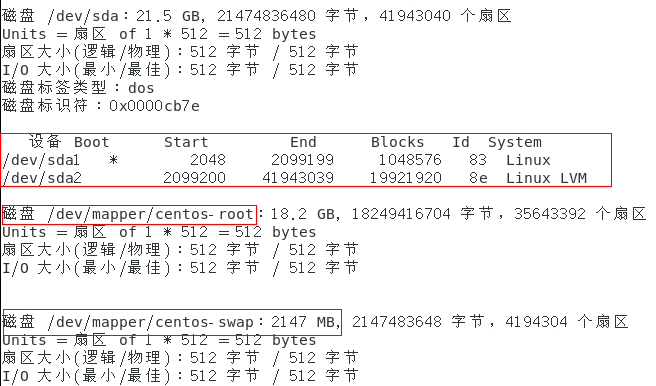 磁盘 /dev/sda：21.5 GB, 21474836480 字节，41943040 个扇区
Units = 扇区 of 1 * 512 = 512 bytes
扇区大小(逻辑/物理)：512 字节 / 512 字节
I/O 大小(最小/最佳)：512 字节 / 512 字节
磁盘标签类型：dos
磁盘标识符：0x0000cb7e
设备 Boot Start End Blocks Id System
/dev/sda1 * 2048 2099199 1048576 83 Linux
/dev/sda2 2099200 41943039 19921920 8e Linux LVM
磁盘 /dev/mapper/centos-root：18.2 GB, 18249416704 字节，35643392 个扇区
Units = 扇区 of 1 * 512 = 512 bytes
扇区大小(逻辑/物理)：512 字节 / 512 字节
I/O 大小(最小/最佳)：512 字节 / 512 字节
磁盘 /dev/mapper/centos-swap：2147 MB, 2147483648 字节，4194304 个扇区
Units = 扇区 of 1 * 512 = 512 bytes
扇区大小(逻辑/物理)：512 字节 / 512 字节
I/O 大小(最小/最佳)：512 字节 / 512 字节